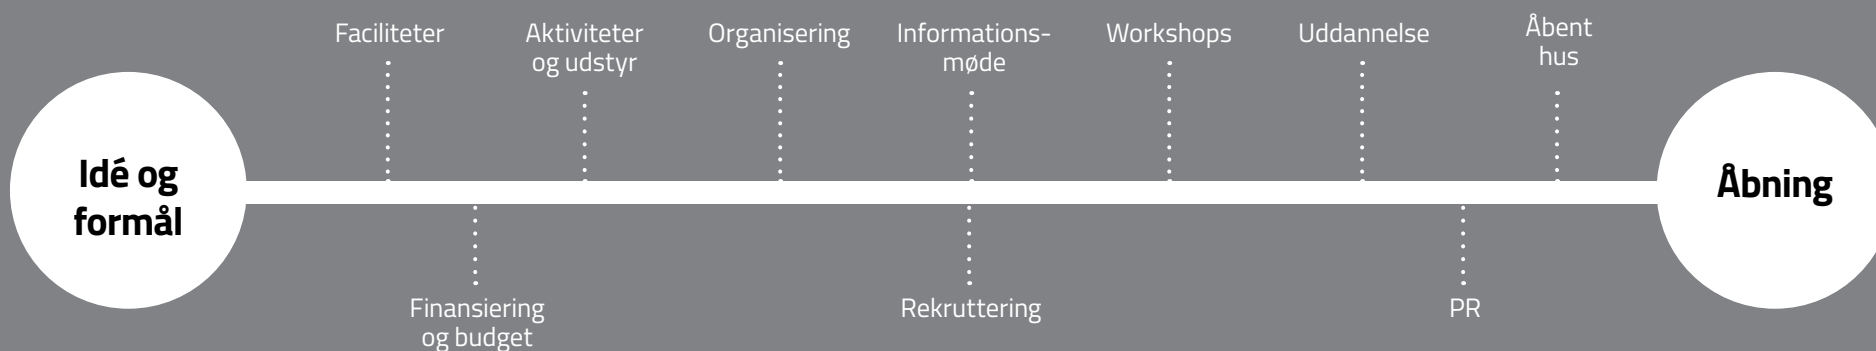 Idé og
formål
Faciliteter
Finansiering
og budget
Aktiviteter
og udstyr
Organisering
Informations-
møde
Rekruttering
Workshops
Uddannelse
PR
Åbent
hus
Åbning